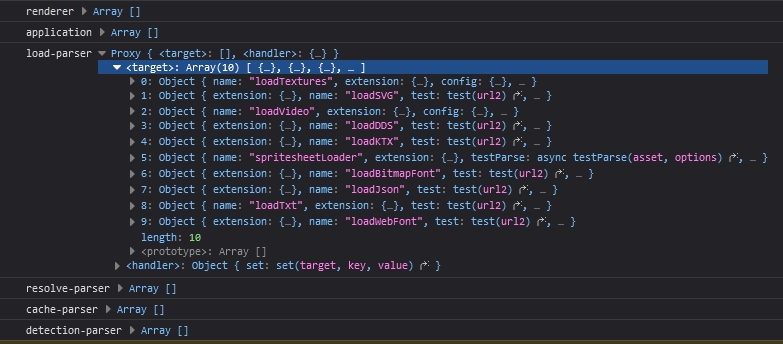 renderer ▶ Array []
application ▶ Array []
load-parser ▼ Proxy { <target>: [], <handler>: {…} }
▼ <target>: Array(10) [ {…}, {…}, {…}, … ]
▶ 0: Object { name: "loadTextures", extension: {…}, config: {…}, … }
▶ 1: Object { extension: {…}, name: "loadSVG", test: test(url2), … }
▶ 2: Object { name: "loadVideo", extension: {…}, config: {…}, … }
▶ 3: Object { extension: {…}, name: "loadDDS", test: test(url2), … }
▶ 4: Object { extension: {…}, name: "loadKTX", test: test(url2), … }
▶ 5: Object { name: "spritesheetLoader", extension: {…}, testParse: async testParse(asset, options), … }
▶ 6: Object { extension: {…}, name: "loadBitmapFont", test: test(url2), … }
▶ 7: Object { extension: {…}, name: "loadJson", test: test(url2), … }
▶ 8: Object { name: "loadTxt", extension: {…}, test: test(url2), … }
▶ 9: Object { extension: {…}, name: "loadWebFont", test: test(url2), … }
length: 10
▶ <prototype>: Array []
▶ <handler>: Object { set: set(target, key, value) }
resolve-parser ▶ Array []
cache-parser ▶ Array []
detection-parser ▶ Array []